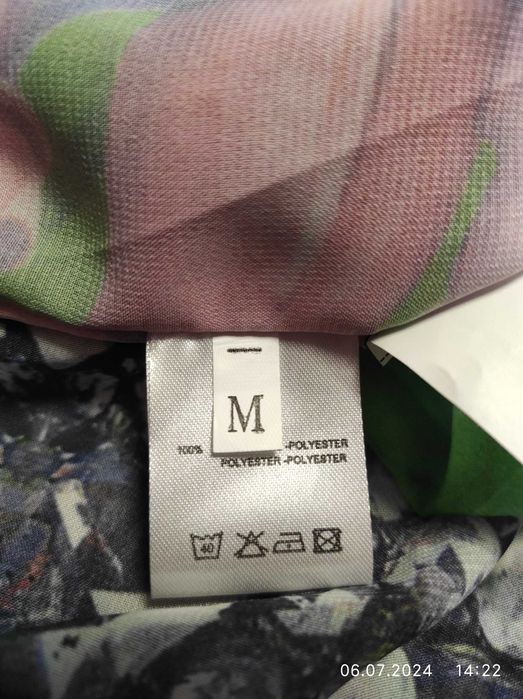 M
100% -POLYESTER
POLYESTER -POLYESTER
40
06.07.2024 14:22